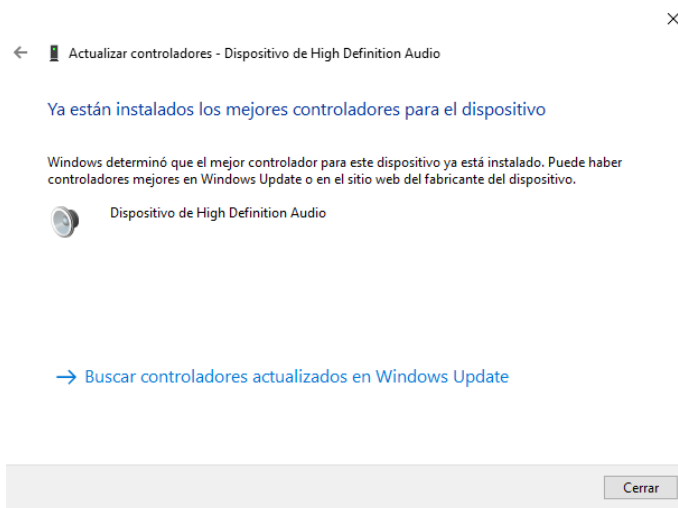 Actualizar controladores - Dispositivo de High Definition Audio
Ya están instalados los mejores controladores para el dispositivo
Windows determinó que el mejor controlador para este dispositivo ya está instalado. Puede haber
controladores mejores en Windows Update o en el sitio web del fabricante del dispositivo.
Dispositivo de High Definition Audio
Buscar controladores actualizados en Windows Update
Cerrar